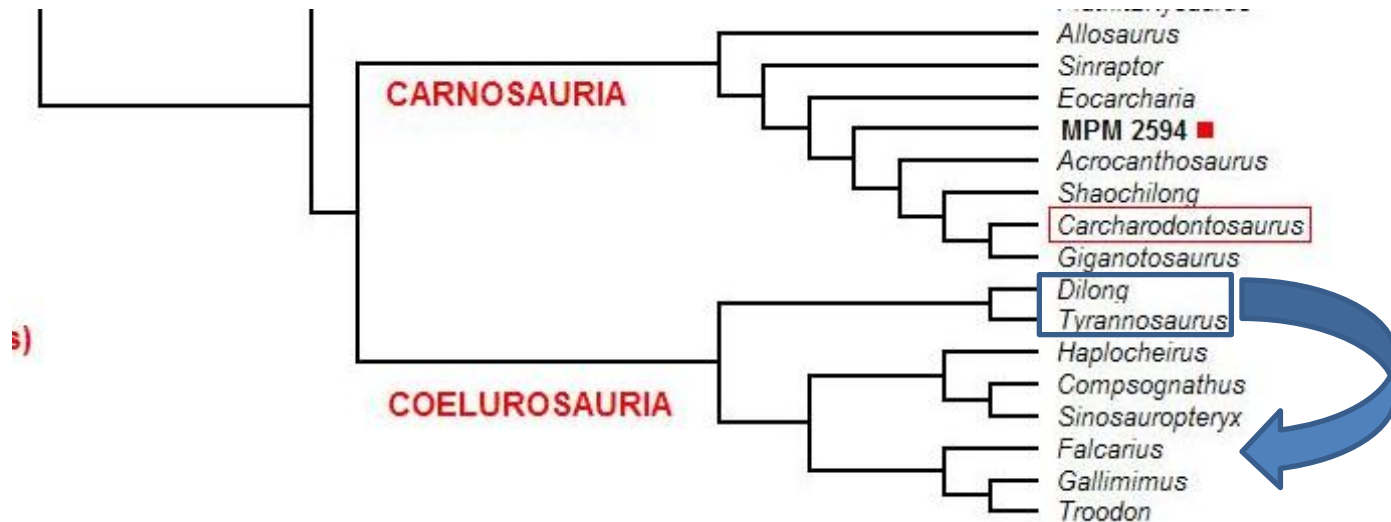 Allosaurus
Sinraptor
CARNOSAURIA
Eocarcharia
MPM 2594
Acrocanthosaurus
Shaochilong
Carcharodontosaurus
Giganotosaurus
Dilong
Tyrannosaurus
s)
Haplocheirus
Compsognathus
COELUROSAURIA
Sinosauropteryx
Falcarius
Gallimimus
Troodon